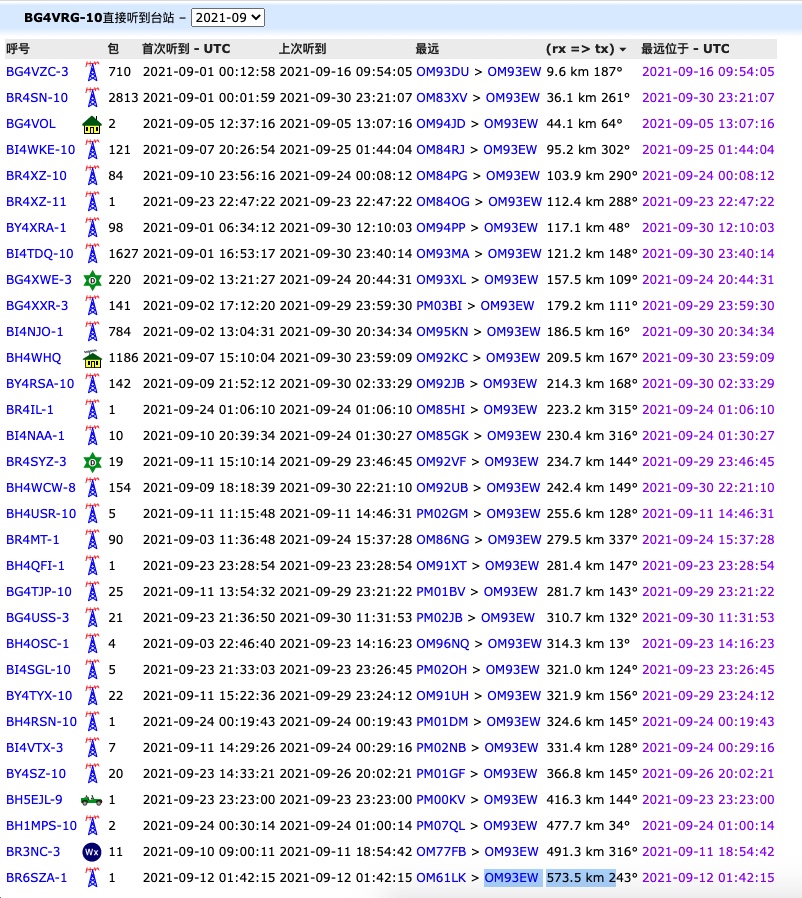 BG4VRG-10直接听到台站 – 2021-09
呼号 包 首次听到 - UTC 上次听到 最远 (rx => tx) 最远位于 - UTC
BG4VZC-3 710 2021-09-01 00:12:58 2021-09-16 09:54:05 OM93DU > OM93EW 9.6 km 187° 2021-09-16 09:54:05
BR4SN-10 2813 2021-09-01 00:01:59 2021-09-30 23:21:07 OM83XV > OM93EW 36.1 km 261° 2021-09-30 23:21:07
BG4VOL 2 2021-09-05 12:37:16 2021-09-05 13:07:16 OM94JD > OM93EW 44.1 km 64° 2021-09-05 13:07:16
BI4WKE-10 121 2021-09-07 20:26:54 2021-09-25 01:44:04 OM84RJ > OM93EW 95.2 km 302° 2021-09-25 01:44:04
BR4XZ-10 84 2021-09-10 23:56:16 2021-09-24 00:08:12 OM84PG > OM93EW 103.9 km 290° 2021-09-24 00:08:12
BR4XZ-11 1 2021-09-23 22:47:22 2021-09-23 22:47:22 OM84OG > OM93EW 112.4 km 288° 2021-09-23 22:47:22
BY4XRA-1 98 2021-09-01 06:34:12 2021-09-30 12:10:03 OM94PP > OM93EW 117.1 km 48° 2021-09-30 12:10:03
BI4TDQ-10 1627 2021-09-01 16:53:17 2021-09-30 23:40:14 OM93MA > OM93EW 121.2 km 148° 2021-09-30 23:40:14
BG4XWE-3 D 220 2021-09-02 13:21:27 2021-09-24 20:44:31 OM93XL > OM93EW 157.5 km 109° 2021-09-24 20:44:31
BG4XXR-3 141 2021-09-02 17:12:20 2021-09-29 23:59:30 PM03BI > OM93EW 179.2 km 111° 2021-09-29 23:59:30
BI4NJO-1 784 2021-09-02 13:04:31 2021-09-30 20:34:34 OM95KN > OM93EW 186.5 km 16° 2021-09-30 20:34:34
BH4WHQ 1186 2021-09-07 15:10:04 2021-09-30 23:59:09 OM92KC > OM93EW 209.5 km 167° 2021-09-30 23:59:09
BY4RSA-10 142 2021-09-09 21:52:12 2021-09-30 02:33:29 OM92JB > OM93EW 214.3 km 168° 2021-09-30 02:33:29
BR4IL-1 1 2021-09-24 01:06:10 2021-09-24 01:06:10 OM85HI > OM93EW 223.2 km 315° 2021-09-24 01:06:10
BI4NAA-1 10 2021-09-10 20:39:34 2021-09-24 01:30:27 OM85GK > OM93EW 230.4 km 316° 2021-09-24 01:30:27
BR4SYZ-3 D 19 2021-09-11 15:10:14 2021-09-29 23:46:45 OM92VF > OM93EW 234.7 km 144° 2021-09-29 23:46:45
BH4WCW-8 154 2021-09-09 18:18:39 2021-09-30 22:21:10 OM92UB > OM93EW 242.4 km 149° 2021-09-30 22:21:10
BH4USR-10 5 2021-09-11 11:15:48 2021-09-11 14:46:31 PM02GM > OM93EW 255.6 km 128° 2021-09-11 14:46:31
BR4MT-1 90 2021-09-03 11:36:48 2021-09-24 15:37:28 OM86NG > OM93EW 279.5 km 337° 2021-09-24 15:37:28
BH4QFI-1 1 2021-09-23 23:28:54 2021-09-23 23:28:54 OM91XT > OM93EW 281.4 km 147° 2021-09-23 23:28:54
BG4TJP-10 25 2021-09-11 13:54:32 2021-09-29 23:21:22 PM01BV > OM93EW 281.7 km 143° 2021-09-29 23:21:22
BG4USS-3 21 2021-09-23 21:36:50 2021-09-30 11:31:53 PM02JB > OM93EW 310.7 km 132° 2021-09-30 11:31:53
BH4OSC-1 4 2021-09-03 22:46:40 2021-09-23 14:16:23 OM96NQ > OM93EW 314.3 km 13° 2021-09-23 14:16:23
BI4SGL-10 5 2021-09-23 21:33:03 2021-09-23 23:26:45 PM02OH > OM93EW 321.0 km 124° 2021-09-23 23:26:45
BY4TYX-10 22 2021-09-11 15:22:36 2021-09-29 23:24:12 OM91UH > OM93EW 321.9 km 156° 2021-09-29 23:24:12
BH4RSN-10 1 2021-09-24 00:19:43 2021-09-24 00:19:43 PM01DM > OM93EW 324.6 km 145° 2021-09-24 00:19:43
BI4VTX-3 7 2021-09-11 14:29:26 2021-09-24 00:29:16 PM02NB > OM93EW 331.4 km 128° 2021-09-24 00:29:16
BY4SZ-10 20 2021-09-23 14:33:21 2021-09-26 20:02:21 PM01GF > OM93EW 366.8 km 145° 2021-09-26 20:02:21
BH5EJL-9 1 2021-09-23 23:23:00 2021-09-23 23:23:00 PM00KV > OM93EW 416.3 km 144° 2021-09-23 23:23:00
BH1MPS-10 2 2021-09-24 00:30:14 2021-09-24 01:00:14 PM07QL > OM93EW 477.7 km 34° 2021-09-24 01:00:14
BR3NC-3 Wx 11 2021-09-10 09:00:11 2021-09-11 18:54:42 OM77FB > OM93EW 491.3 km 316° 2021-09-11 18:54:42
BR6SZA-1 1 2021-09-12 01:42:15 2021-09-12 01:42:15 OM61LK > OM93EW 573.5 km 243° 2021-09-12 01:42:15